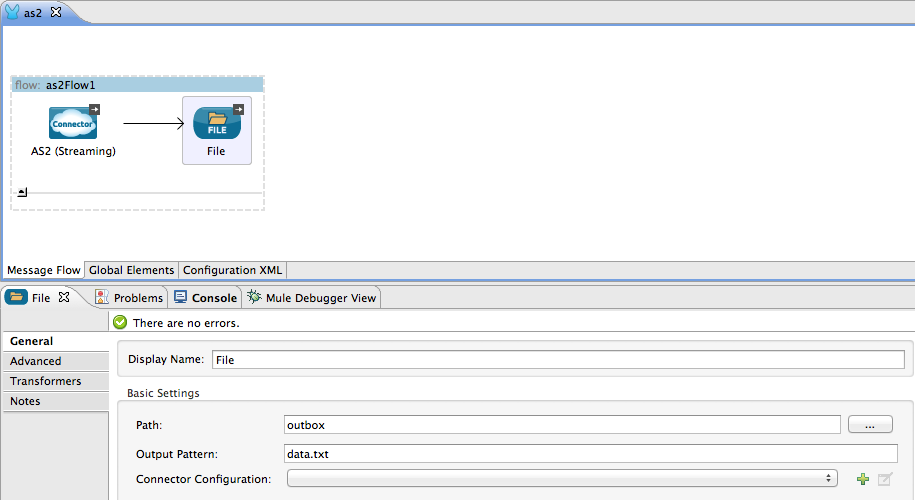 as2
flow: as2Flow1
Connector
FILE
AS2 (Streaming)
File
Message Flow Global Elements Configuration XML
File Problems Console Mule Debugger View
There are no errors.
General
Advanced
Transformers
Notes
Display Name: File
Basic Settings
Path: outbox ...
Output Pattern: data.txt
Connector Configuration: